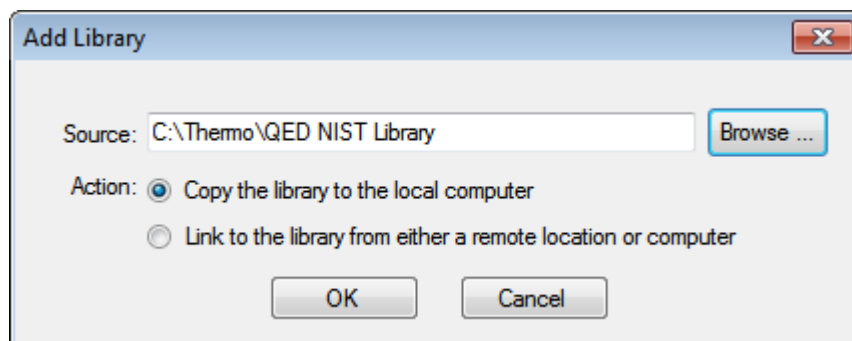 Add Library
Source: C:\Thermo\QED NIST Library Browse ...
Action: Copy the library to the local computer
Link to the library from either a remote location or computer
OK Cancel